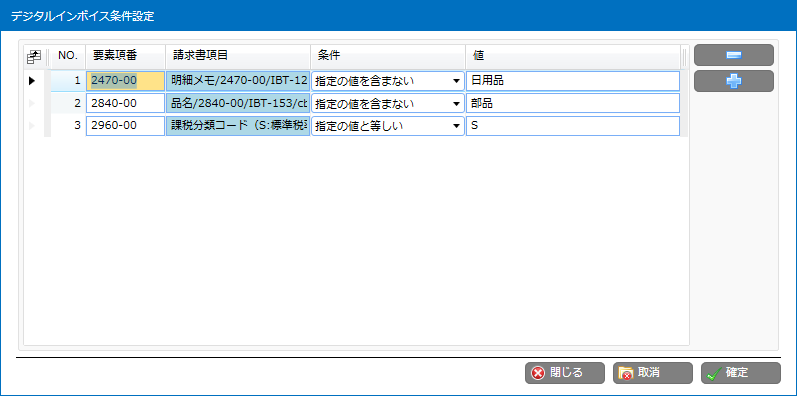 デジタルインボイス条件設定
NO. 要素項番 請求書項目 条件 値
1 2470-00 明細メモ/2470-00/IBT-12 指定の値を含まない 日用品
2 2840-00 品名/2840-00/IBT-153/cb 指定の値を含まない 部品
3 2960-00 課税分類コード（S:標準税率 指定の値と等しい S
閉じる 取消 確定